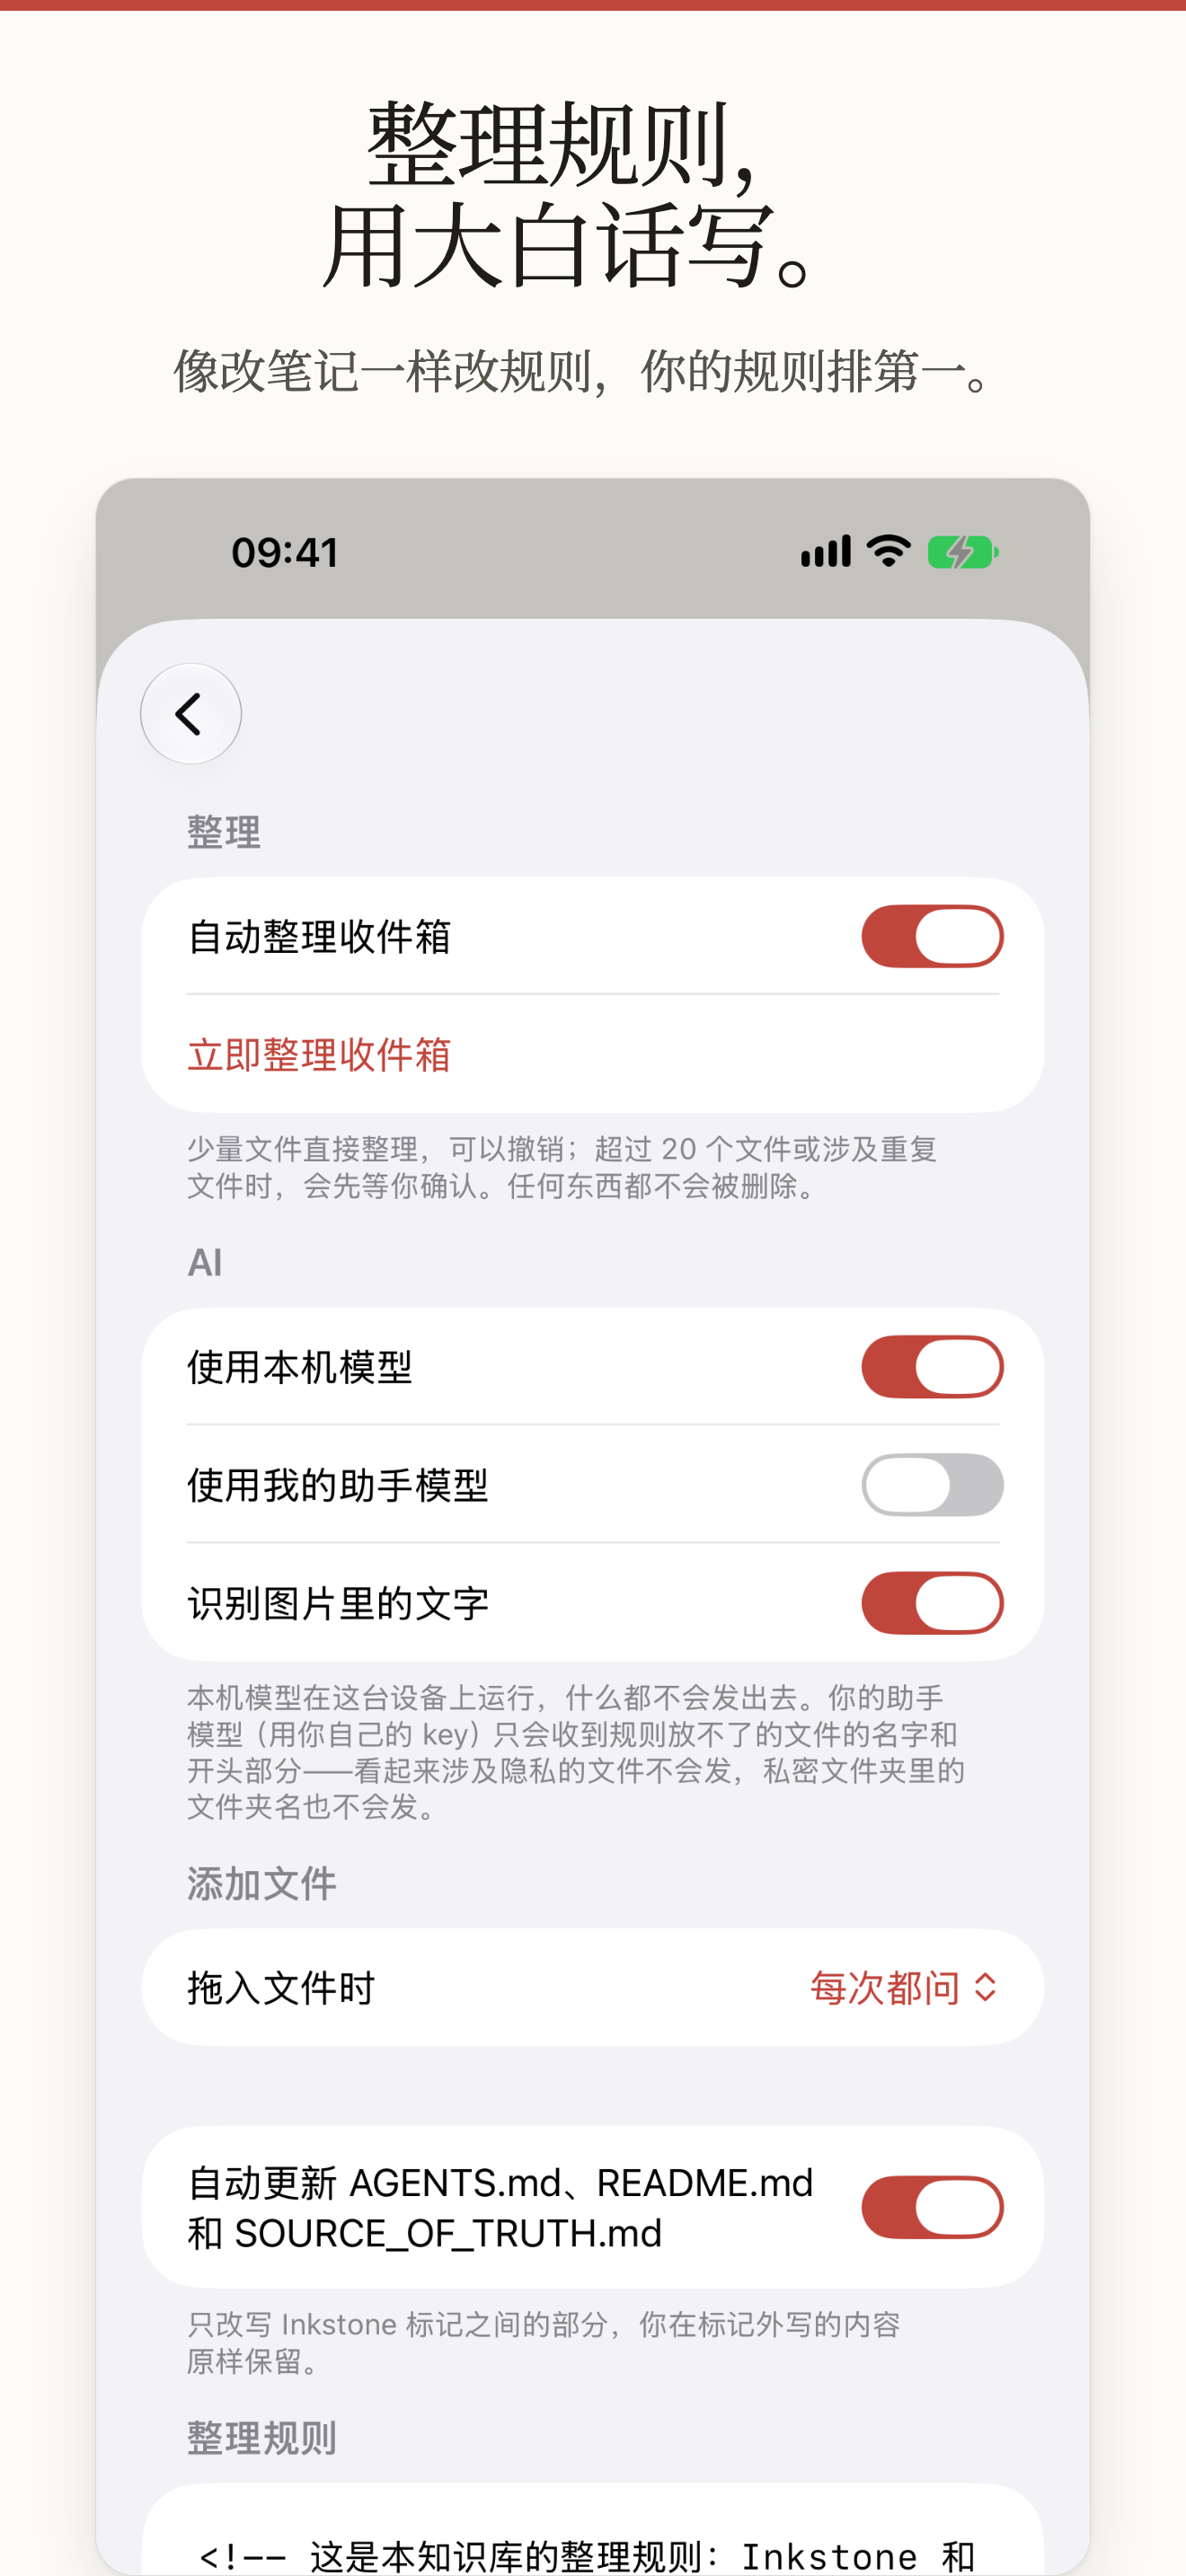 整理规则，
用大白话写。
像改笔记一样改规则，你的规则排第一。
09:41
整理
自动整理收件箱
立即整理收件箱
少量文件直接整理，可以撤销；超过 20 个文件或涉及重复
文件时，会先等你确认。任何东西都不会被删除。
AI
使用本机模型
使用我的助手模型
识别图片里的文字
本机模型在这台设备上运行，什么都不会发出去。你的助手
模型（用你自己的 key）只会收到规则放不了的文件的名字和
开头部分——看起来涉及隐私的文件不会发，私密文件夹里的
文件夹名也不会发。
添加文件
拖入文件时
每次都问
自动更新 AGENTS.md、README.md
和 SOURCE_OF_TRUTH.md
只改写 Inkstone 标记之间的部分，你在标记外写的内容
原样保留。
整理规则
<!-- 这是本知识库的整理规则：Inkstone 和